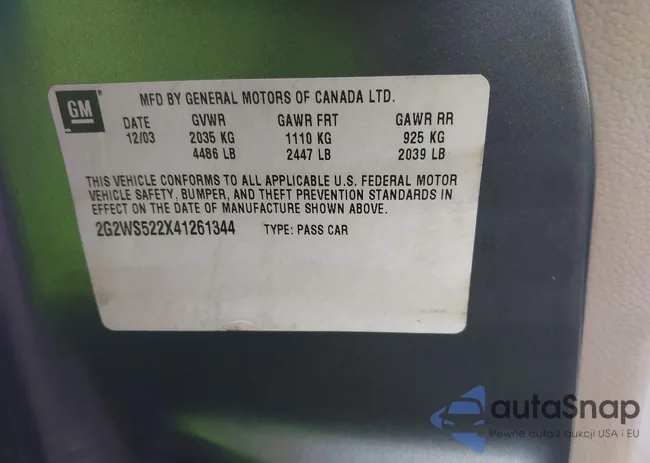 GM
MFD BY GENERAL MOTORS OF CANADA LTD.
DATE GVWR GAWR FRT GAWR RR
12/03 2035 KG 1110 KG 925 KG
4486 LB 2447 LB 2039 LB
THIS VEHICLE CONFORMS TO ALL APPLICABLE U.S. FEDERAL MOTOR
VEHICLE SAFETY, BUMPER, AND THEFT PREVENTION STANDARDS IN
EFFECT ON THE DATE OF MANUFACTURE SHOWN ABOVE.
2G2WS522X41261344 TYPE: PASS CAR
autaSnap
Pewne auta z aukcji USA i EU